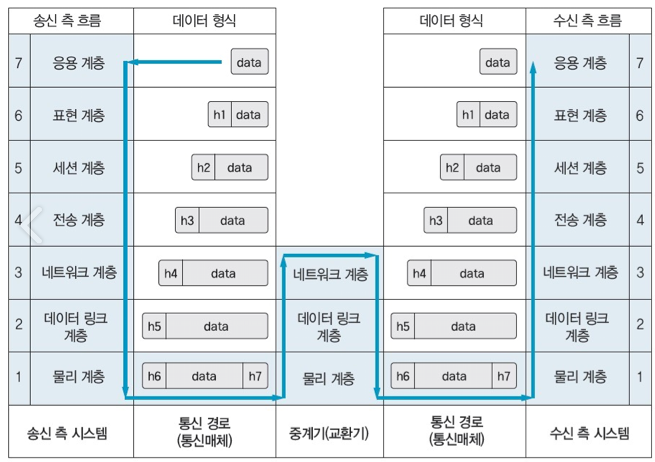 송신 측 흐름 데이터 형식 데이터 형식 수신 측 흐름
7 응용 계층 data data 응용 계층 7
6 표현 계층 h1 data h1 data 표현 계층 6
5 세션 계층 h2 data h2 data 세션 계층 5
4 전송 계층 h3 data h3 data 전송 계층 4
3 네트워크 계층 h4 data 네트워크 계층 h4 data 네트워크 계층 3
2 데이터 링크 계층 h5 data 데이터 링크 계층 h5 data 데이터 링크 계층 2
1 물리 계층 h6 data h7 물리 계층 h6 data h7 물리 계층 1
송신 측 시스템 통신 경로 (통신매체) 중계기(교환기) 통신 경로 (통신매체) 수신 측 시스템